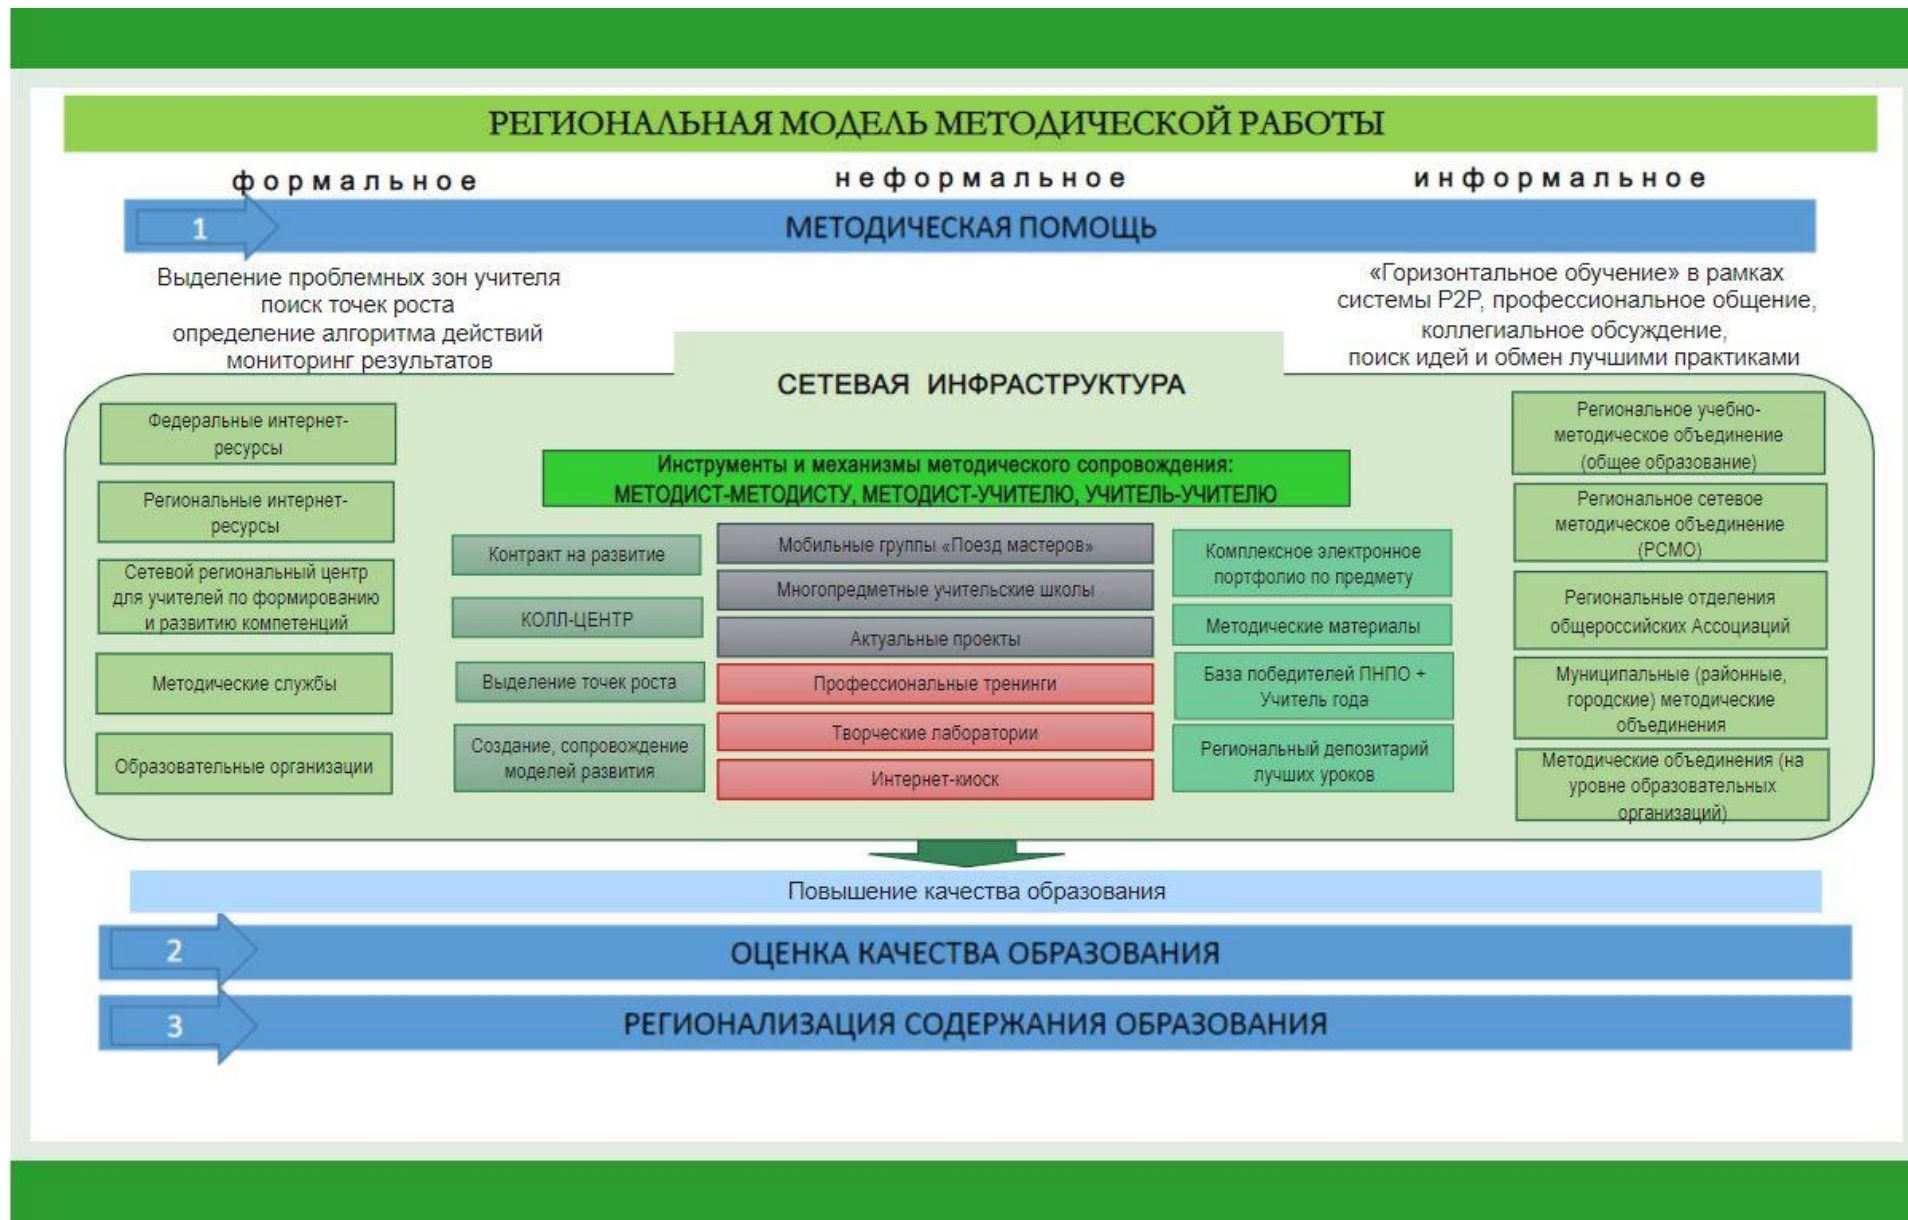 РЕГИОНАЛЬНАЯ МОДЕЛЬ МЕТОДИЧЕСКОЙ РАБОТЫ
формальное
неформальное
информальное
1
МЕТОДИЧЕСКАЯ ПОМОЩЬ
Выделение проблемных зон учителя
поиск точек роста
определение алгоритма действий
мониторинг результатов
«Горизонтальное обучение» в рамках
системы P2P, профессиональное общение,
коллегиальное обсуждение,
поиск идей и обмен лучшими практиками
СЕТЕВАЯ ИНФРАСТРУКТУРА
Федеральные интернет-
ресурсы
Региональные интернет-
ресурсы
Сетевой региональный центр
для учителей по формированию
и развитию компетенций
Методические службы
Образовательные организации
Инструменты и механизмы методического сопровождения:
МЕТОДИСТ-МЕТОДИСТУ, МЕТОДИСТ-УЧИТЕЛЮ, УЧИТЕЛЬ-УЧИТЕЛЮ
Контракт на развитие
КОЛЛ-ЦЕНТР
Выделение точек роста
Создание, сопровождение
моделей развития
Мобильные группы «Поезд мастеров»
Многопредметные учительские школы
Актуальные проекты
Профессиональные тренинги
Творческие лаборатории
Интернет-киоск
Комплексное электронное
портфолио по предмету
Методические материалы
База победителей ПНПО +
Учитель года
Региональный депозитарий
лучших уроков
Региональное учебно-
методическое объединение
(общее образование)
Региональное сетевое
методическое объединение
(РСМО)
Региональные отделения
общероссийских Ассоциаций
Муниципальные (районные,
городские) методические
объединения
Методические объединения (на
уровне образовательных
организаций)
Повышение качества образования
2
ОЦЕНКА КАЧЕСТВА ОБРАЗОВАНИЯ
3
РЕГИОНАЛИЗАЦИЯ СОДЕРЖАНИЯ ОБРАЗОВАНИЯ